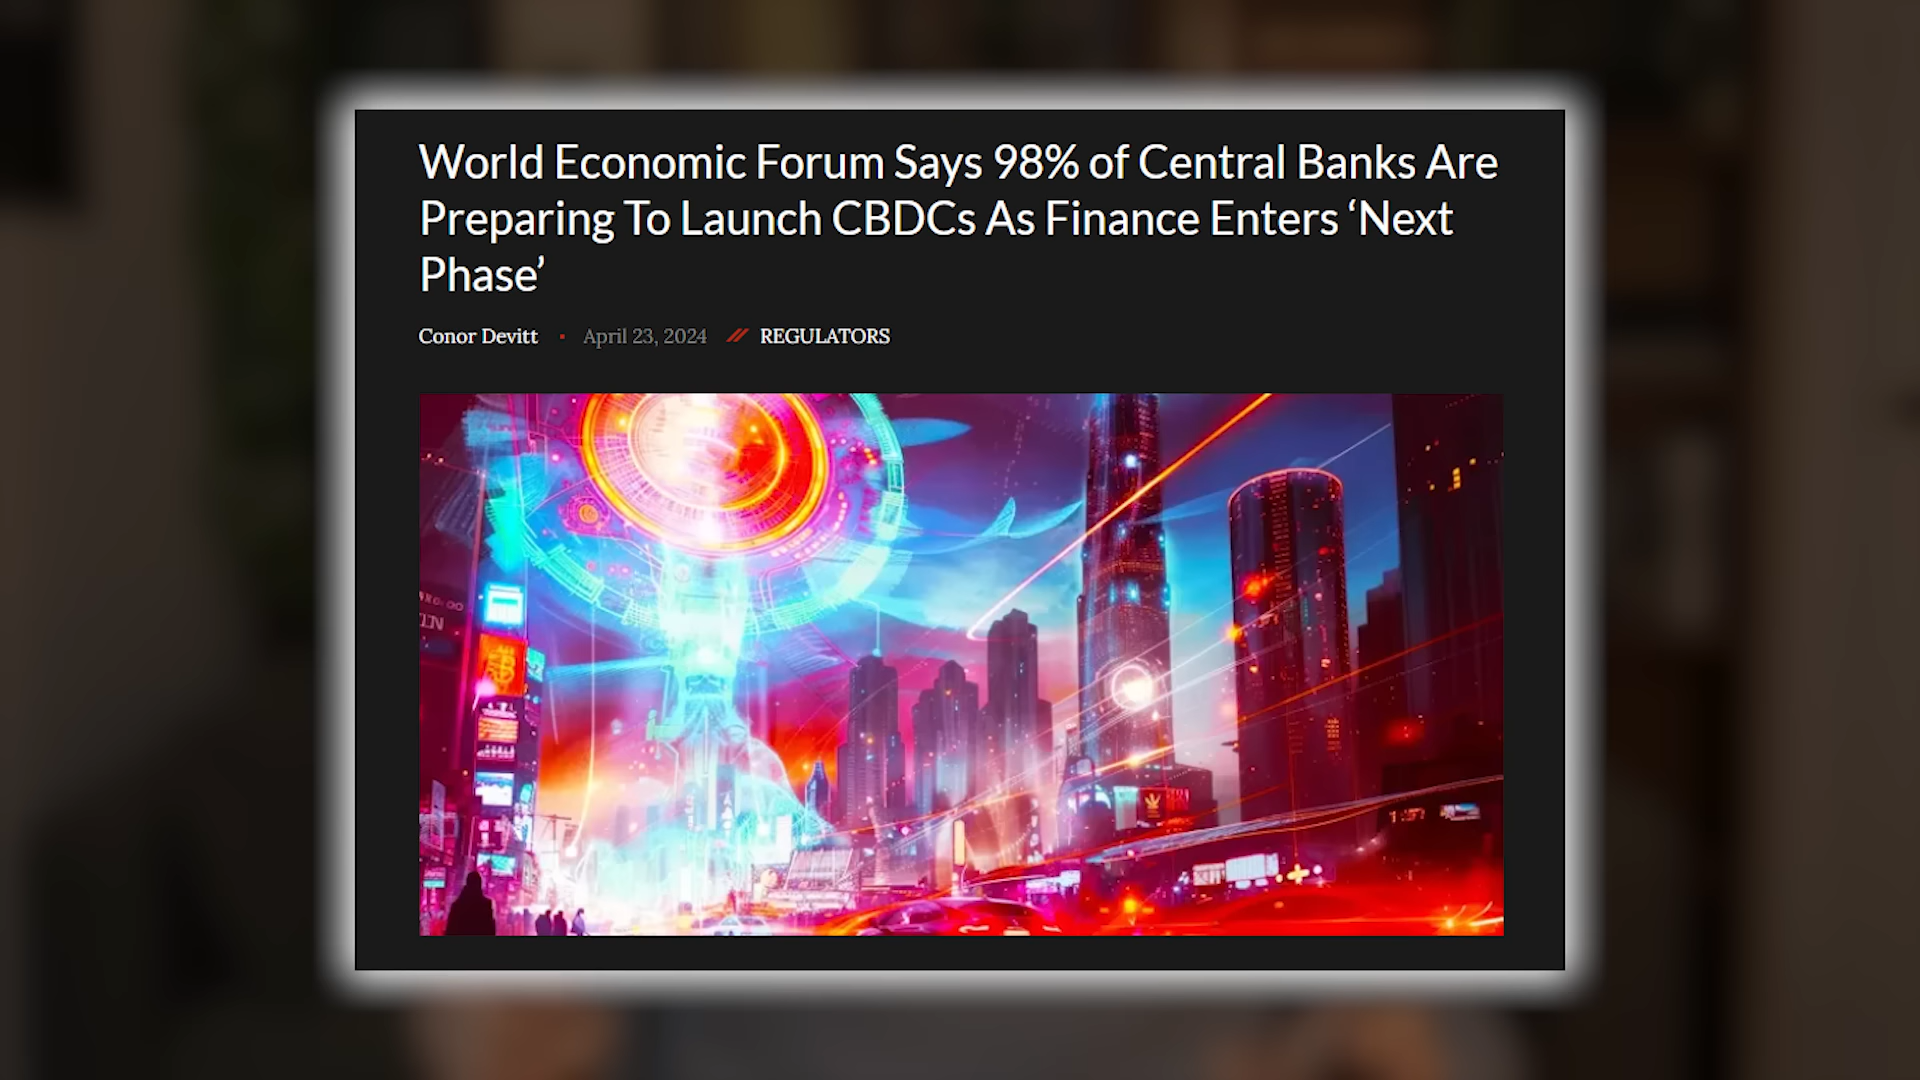 World Economic Forum Says 98% of Central Banks Are
Preparing To Launch CBDCs As Finance Enters ‘Next
Phase’
Conor Devitt · April 23, 2024 // REGULATORS